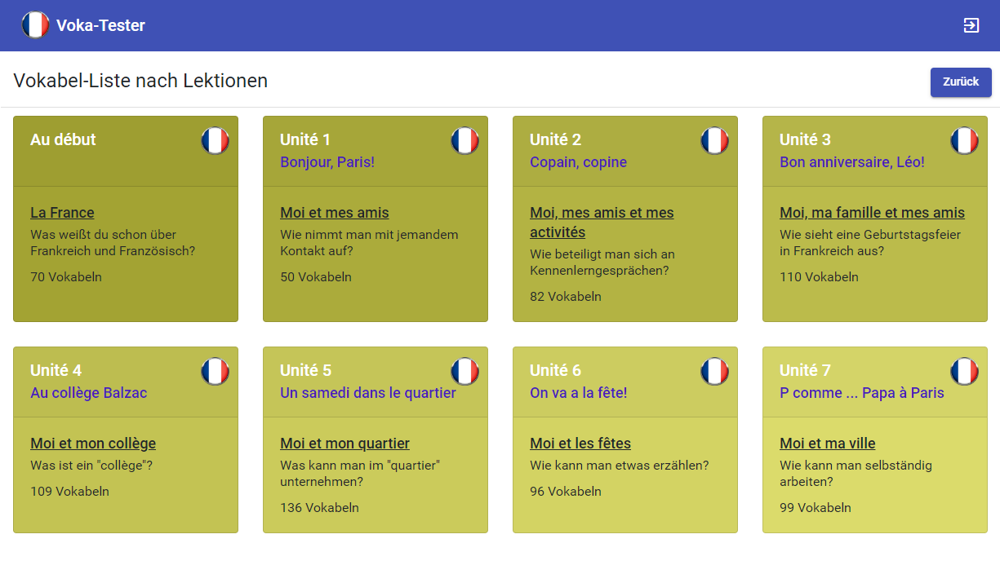 Voka-Tester
Vokabel-Liste nach Lektionen
Zurück
Au début
La France
Was weißt du schon über
Frankreich und Französisch?
70 Vokabeln
Unité 1
Bonjour, Paris!
Moi et mes amis
Wie nimmt man mit jemandem
Kontakt auf?
50 Vokabeln
Unité 2
Copain, copine
Moi, mes amis et mes
activités
Wie beteiligt man sich an
Kennenlerngesprächen?
82 Vokabeln
Unité 3
Bon anniversaire, Léo!
Moi, ma famille et mes amis
Wie sieht eine Geburtstagsfeier
in Frankreich aus?
110 Vokabeln
Unité 4
Au collège Balzac
Moi et mon collège
Was ist ein "collège"?
109 Vokabeln
Unité 5
Un samedi dans le quartier
Moi et mon quartier
Was kann man im "quartier"
unternehmen?
136 Vokabeln
Unité 6
On va a la fête!
Moi et les fêtes
Wie kann man etwas erzählen?
96 Vokabeln
Unité 7
P comme ... Papa à Paris
Moi et ma ville
Wie kann man selbständig
arbeiten?
99 Vokabeln